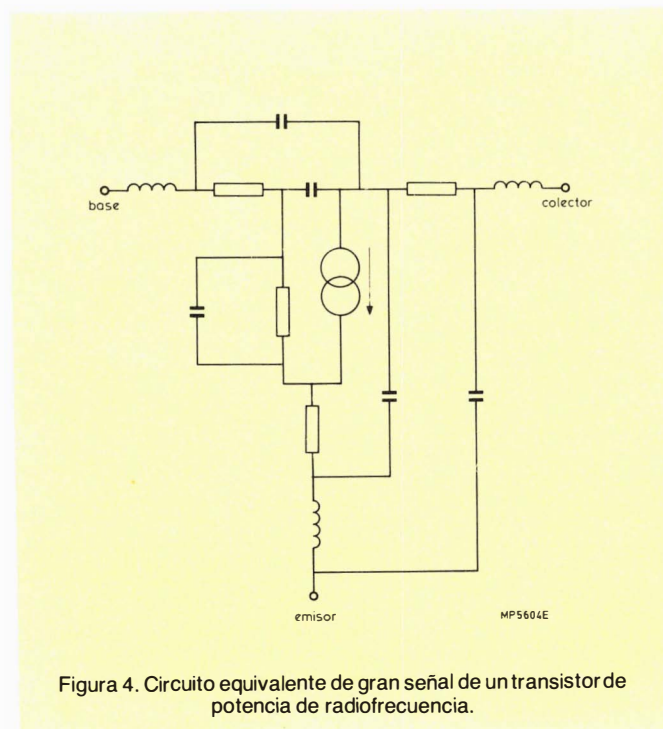 base
colector
emisor
MP5604E
Figura 4. Circuito equivalente de gran señal de un transistor de
potencia de radiofrecuencia.